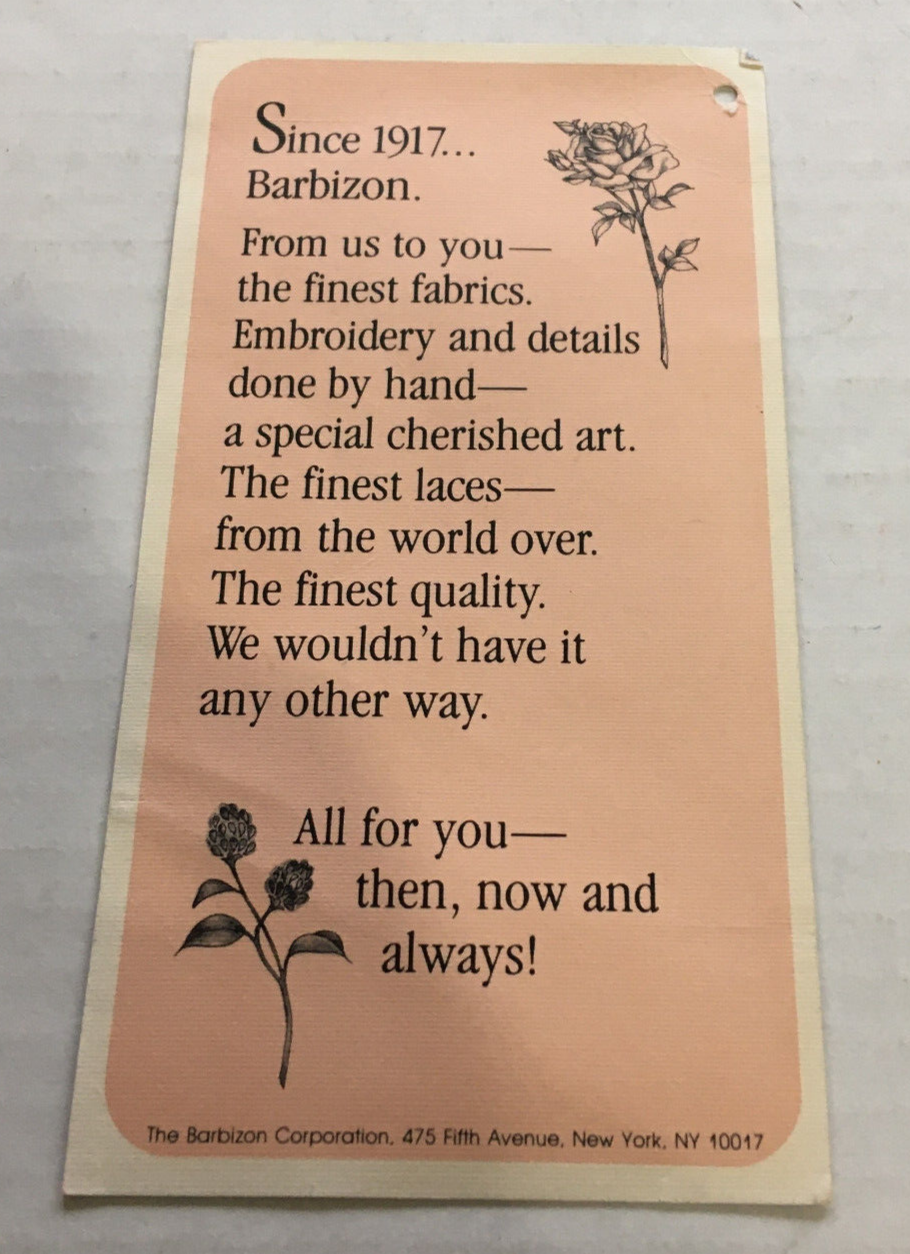 Since 1917...
Barbizon.
From us to you—
the finest fabrics.
Embroidery and details
done by hand—
a special cherished art.
The finest laces—
from the world over.
The finest quality.
We wouldn't have it
any other way.
All for you—
then, now and
always!
The Barbizon Corporation, 475 Fifth Avenue, New York, NY 10017